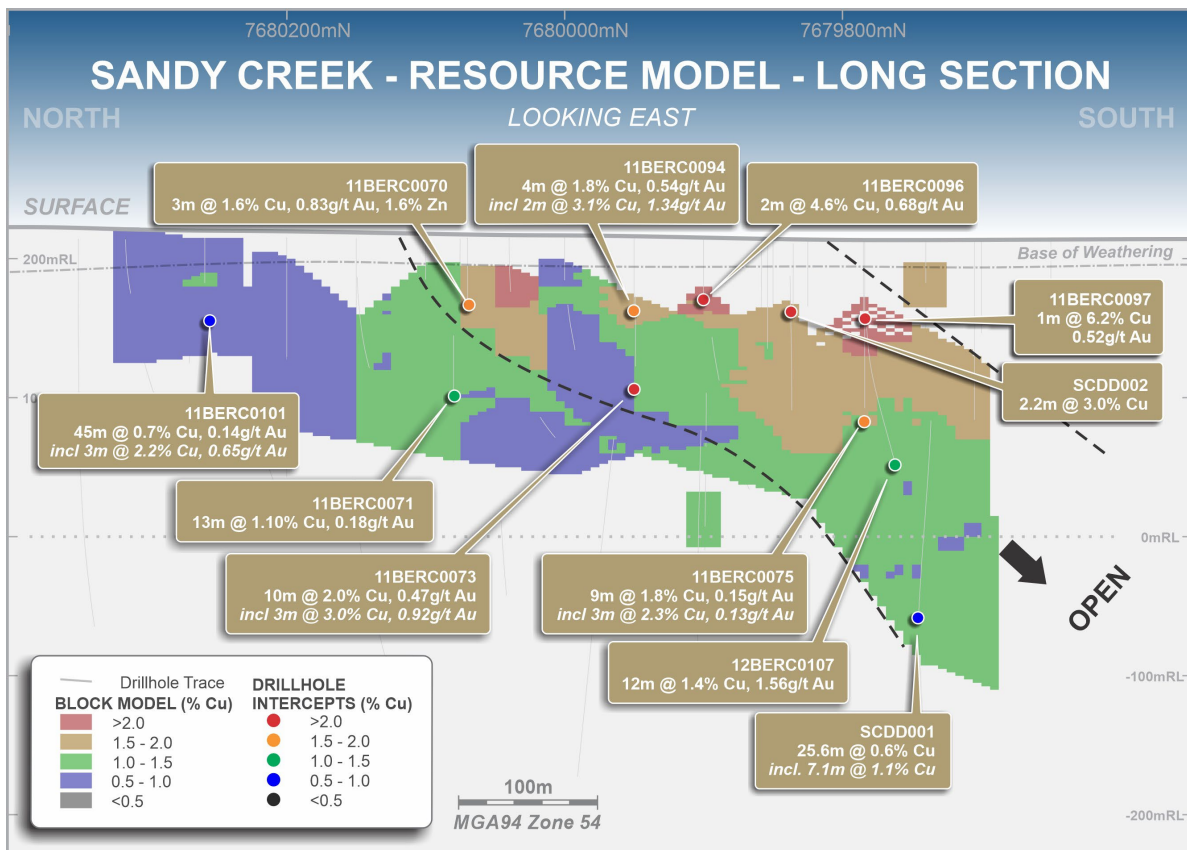 7680200mN
7680000mN
7679800mN
SANDY CREEK - RESOURCE MODEL - LONG SECTION
NORTH
LOOKING EAST
SOUTH
11BERC0070
3m @ 1.6% Cu, 0.83g/t Au, 1.6% Zn
11BERC0094
4m @ 1.8% Cu, 0.54g/t Au
incl 2m @ 3.1% Cu, 1.34g/t Au
11BERC0096
2m @ 4.6% Cu, 0.68g/t Au
SURFACE
200mRL
Base of Weathering
11BERC0097
1m @ 6.2% Cu
0.52g/t Au
SCDD002
2.2m @ 3.0% Cu
11BERC0101
45m @ 0.7% Cu, 0.14g/t Au
incl 3m @ 2.2% Cu, 0.65g/t Au
11BERC0071
13m @ 1.10% Cu, 0.18g/t Au
0mRL
11BERC0073
10m @ 2.0% Cu, 0.47g/t Au
incl 3m @ 3.0% Cu, 0.92g/t Au
11BERC0075
9m @ 1.8% Cu, 0.15g/t Au
incl 3m @ 2.3% Cu, 0.13g/t Au
OPEN
12BERC0107
12m @ 1.4% Cu, 1.56g/t Au
-100mRL
SCDD001
25.6m @ 0.6% Cu
incl. 7.1m @ 1.1% Cu
Drillhole Trace
BLOCK MODEL (% Cu)
>2.0
1.5 - 2.0
1.0 - 1.5
0.5 - 1.0
<0.5
DRILLHOLE
INTERCEPTS (% Cu)
>2.0
1.5 - 2.0
1.0 - 1.5
0.5 - 1.0
<0.5
100m
MGA94 Zone 54
-200mRL